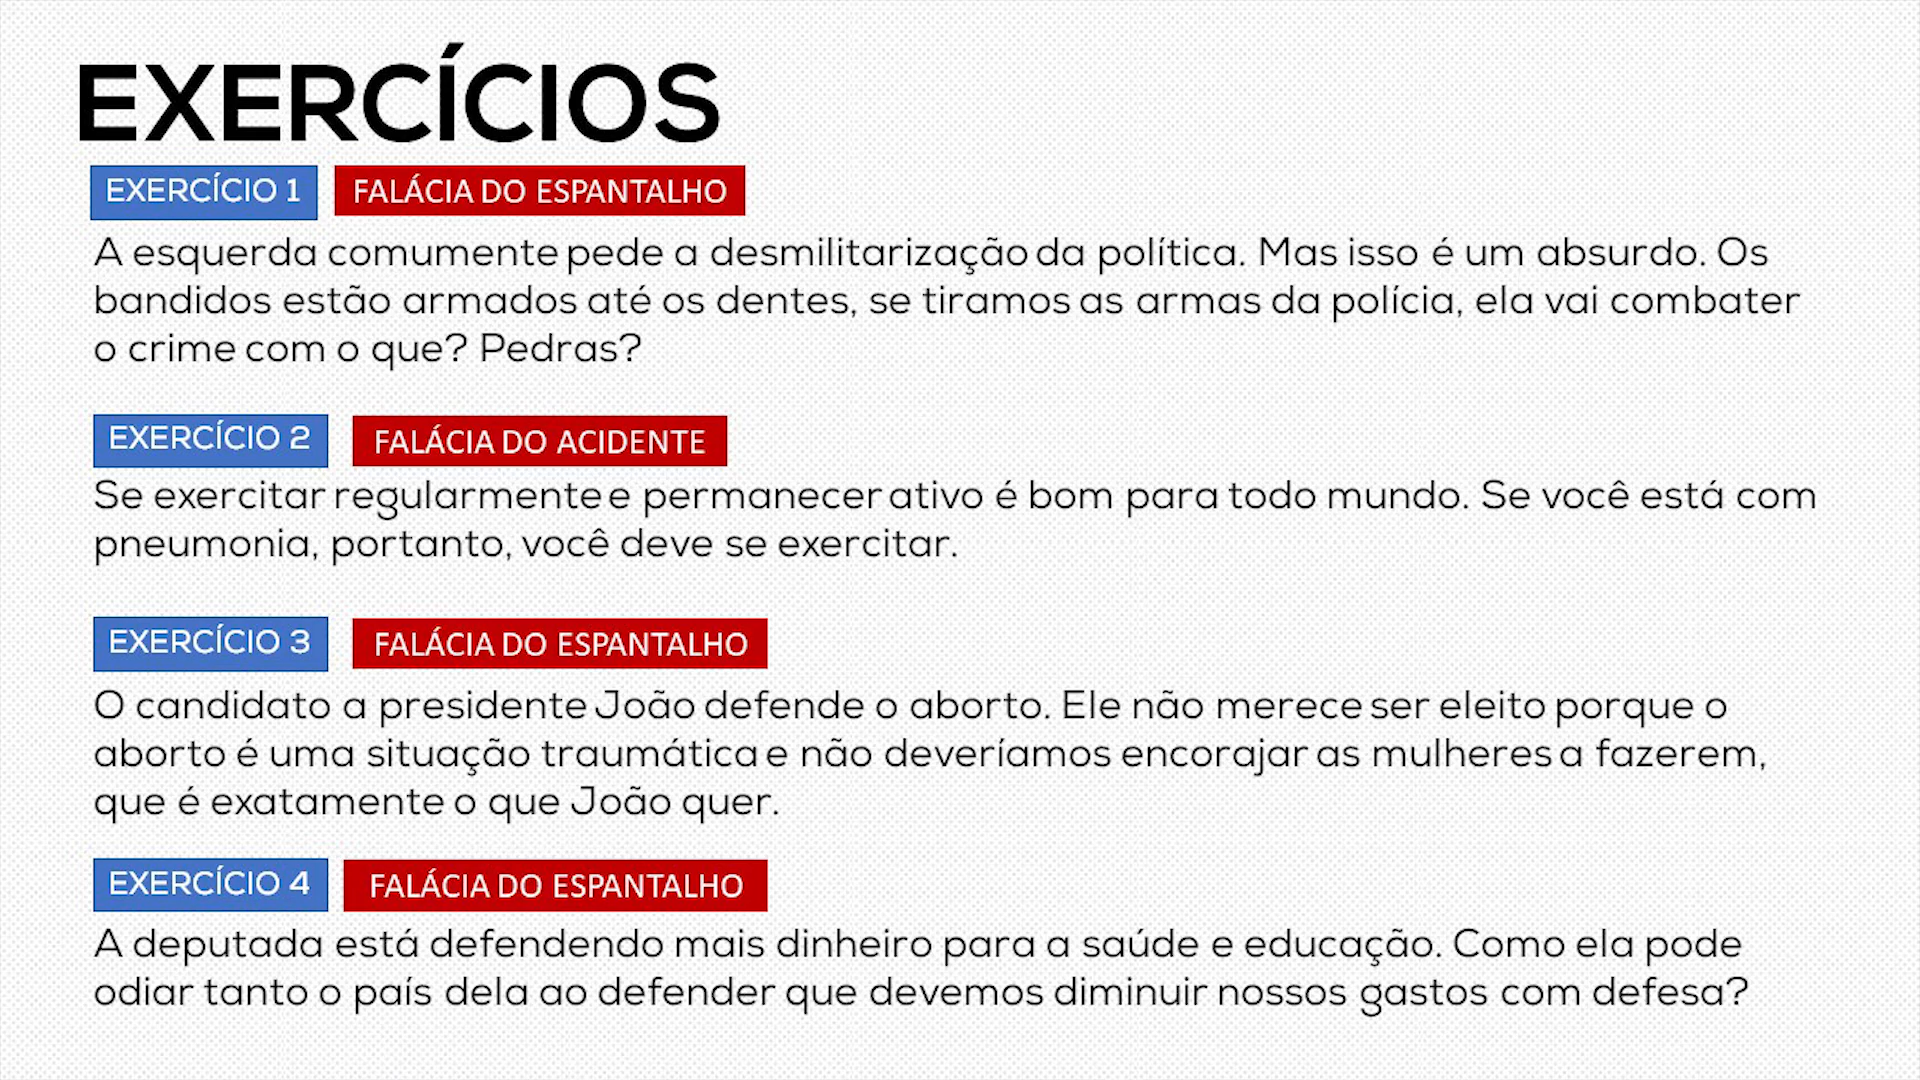 EXERCÍCIOS
EXERCÍCIO 1 FALÁCIA DO ESPANTALHO
A esquerda comumente pede a desmilitarização da política. Mas isso é um absurdo. Os
bandidos estão armados até os dentes, se tiramos as armas da polícia, ela vai combater
o crime com o que? Pedras?
EXERCÍCIO 2 FALÁCIA DO ACIDENTE
Se exercitar regularmente e permanecer ativo é bom para todo mundo. Se você está com
pneumonia, portanto, você deve se exercitar.
EXERCÍCIO 3 FALÁCIA DO ESPANTALHO
O candidato a presidente João defende o aborto. Ele não merece ser eleito porque o
aborto é uma situação traumática e não deveríamos encorajar as mulheres a fazerem,
que é exatamente o que João quer.
EXERCÍCIO 4 FALÁCIA DO ESPANTALHO
A deputada está defendendo mais dinheiro para a saúde e educação. Como ela pode
odiar tanto o país dela ao defender que devemos diminuir nossos gastos com defesa?